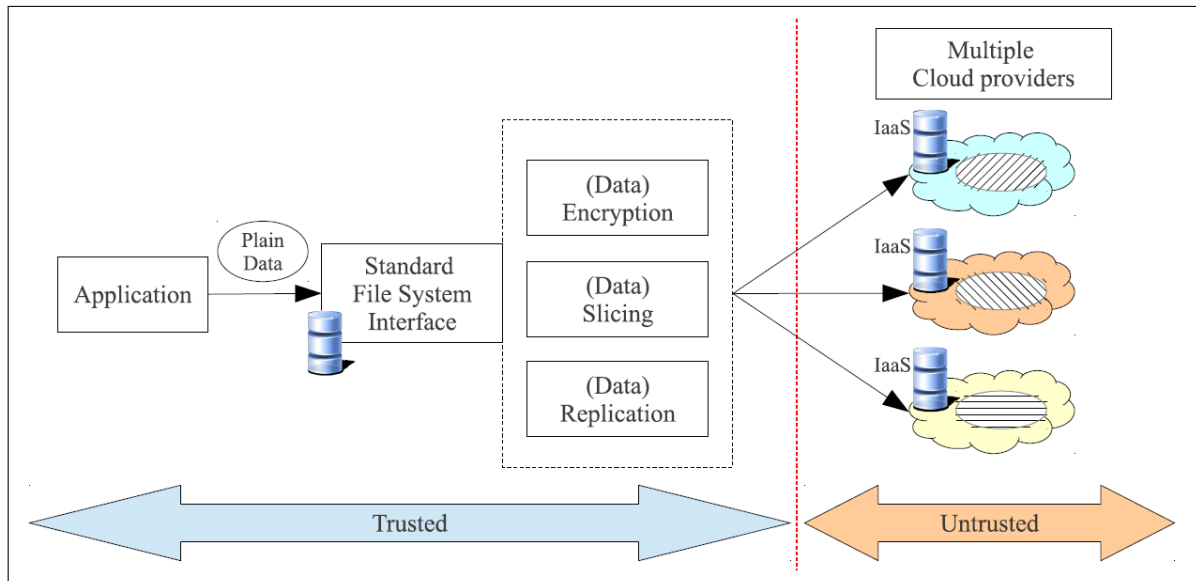 Multiple
Cloud providers
IaaS
(Data)
Encryption
Plain
Data
IaaS
Application
Standard
File System
Interface
(Data)
Slicing
IaaS
(Data)
Replication
Trusted
Untrusted